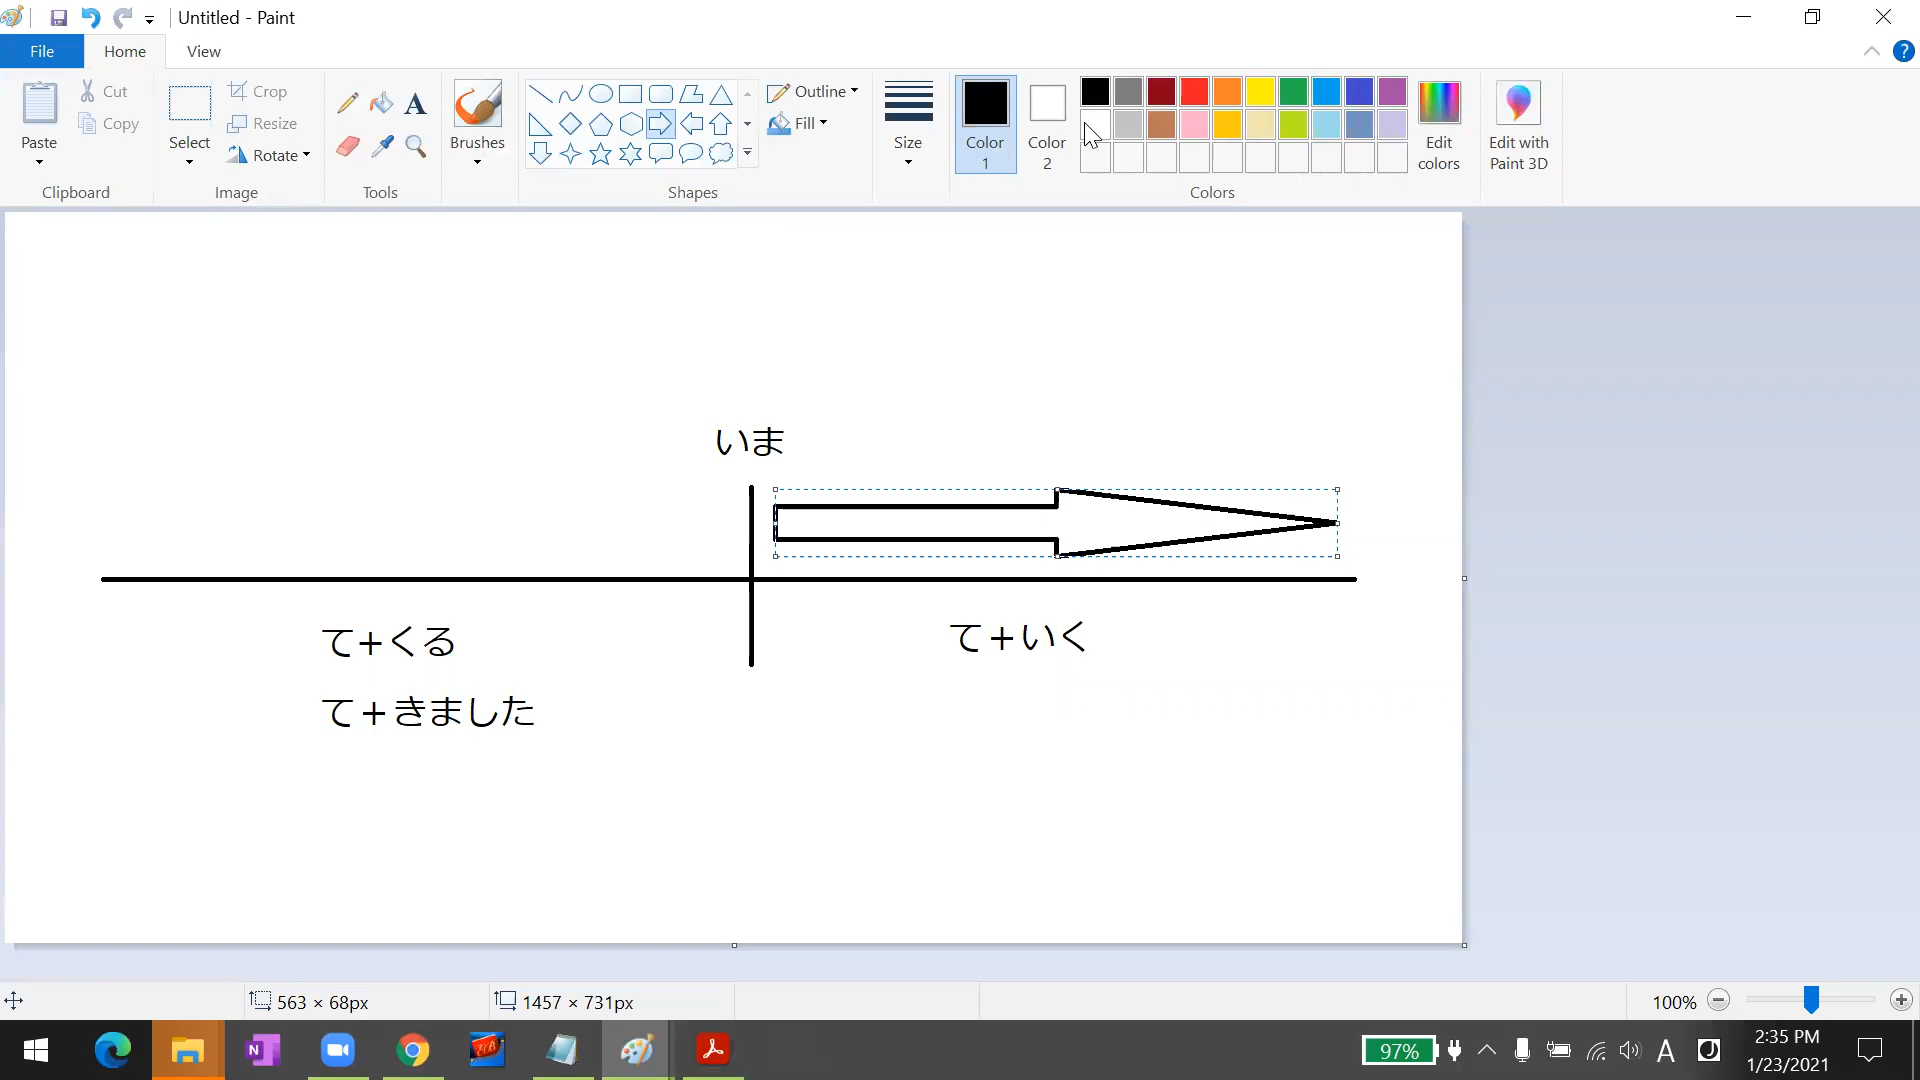 Untitled - Paint
File Home View
Paste
Cut
Copy
Clipboard
Select
Crop
Resize
Rotate
Image
Tools
Brushes
Shapes
Outline
Fill
Size
Color 1
Color 2
Colors
Edit colors
Edit with Paint 3D
いま
て+くる
て＋いく
て＋きました
563 × 68px
1457 × 731px
100%
97%
A
2:35 PM
1/23/2021